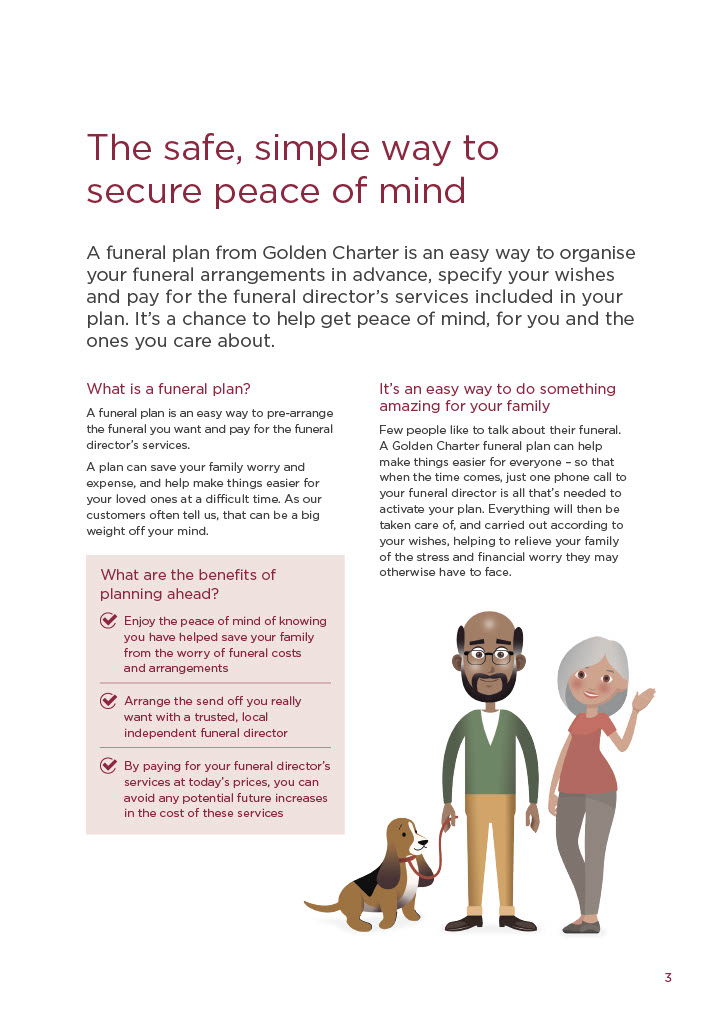 The safe, simple way to
secure peace of mind
A funeral plan from Golden Charter is an easy way to organise
your funeral arrangements in advance, specify your wishes
and pay for the funeral director’s services included in your
plan. It’s a chance to help get peace of mind, for you and the
ones you care about.
What is a funeral plan?
A funeral plan is an easy way to pre-arrange
the funeral you want and pay for the funeral
director’s services.
A plan can save your family worry and
expense, and help make things easier for
your loved ones at a difficult time. As our
customers often tell us, that can be a big
weight off your mind.
What are the benefits of
planning ahead?
Enjoy the peace of mind of knowing
you have helped save your family
from the worry of funeral costs
and arrangements
Arrange the send off you really
want with a trusted, local
independent funeral director
By paying for your funeral director’s
services at today’s prices, you can
avoid any potential future increases
in the cost of these services
It’s an easy way to do something
amazing for your family
Few people like to talk about their funeral.
A Golden Charter funeral plan can help
make things easier for everyone – so that
when the time comes, just one phone call to
your funeral director is all that’s needed to
activate your plan. Everything will then be
taken care of, and carried out according to
your wishes, helping to relieve your family
of the stress and financial worry they may
otherwise have to face.
3